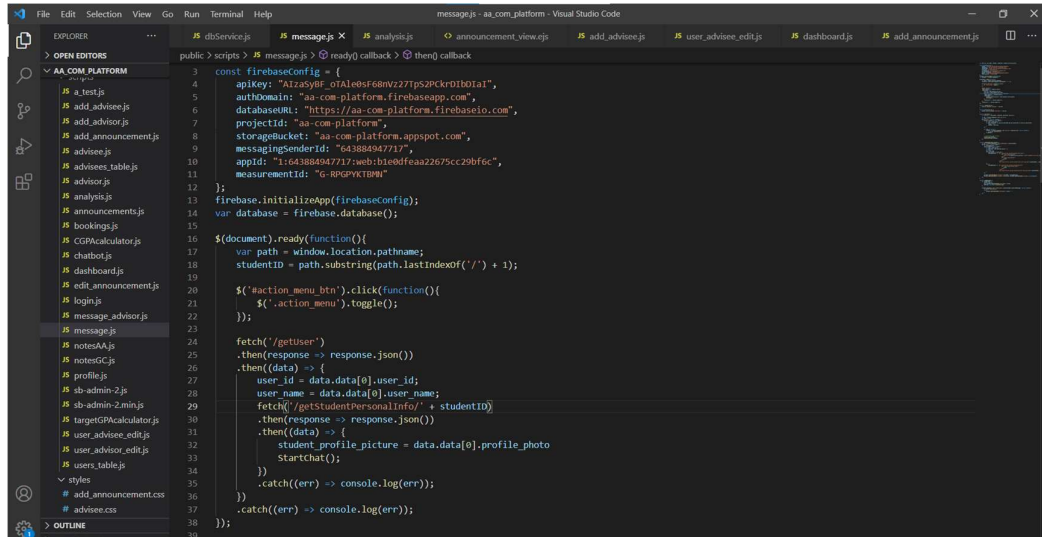 File Edit Selection View Go Run Terminal Help
message.js - aa_com_platform - Visual Studio Code
EXPLORER
JS dbService.js JS message.js JS analysis.js announcement_view.ejs JS add_advisee.js JS user_advisee_edit.js JS dashboard.js JS add_announcement.js
OPEN EDITORS
public > scripts > JS message.js > ready() callback > then() callback
AA_COM_PLATFORM
scripts
JS a_test.js
JS add_advisee.js
JS add_advisor.js
JS add_announcement.js
JS advisee.js
JS advisees_table.js
JS advisor.js
JS analysis.js
JS announcements.js
JS bookings.js
JS CGPAcalculator.js
JS chatbot.js
JS dashboard.js
JS edit_announcement.js
JS login.js
JS message_advisor.js
JS message.js
JS notesAA.js
JS notesGC.js
JS profile.js
JS sb-admin-2.js
JS sb-admin-2.min.js
JS targetGPAcalculator.js
JS user_advisee_edit.js
JS user_advisor_edit.js
JS users_table.js
styles
# add_announcement.css
# advisee.css
OUTLINE
3 const firebaseConfig = {
4 apiKey: "AIzaSyBF_oTAle0sF68nVz27TpS2PCkrDIbDIaI",
5 authDomain: "aa-com-platform.firebaseapp.com",
6 databaseURL: "https://aa-com-platform.firebaseio.com",
7 projectId: "aa-com-platform",
8 storageBucket: "aa-com-platform.appspot.com",
9 messagingSenderId: "643884947717",
10 appId: "1:643884947717:web:b1e0dfeaa22675cc29bf6c",
11 measurementId: "G-RPGPYKTBMN"
12 };
13 firebase.initializeApp(firebaseConfig);
14 var database = firebase.database();
15
16 $(document).ready(function(){
17 var path = window.location.pathname;
18 studentID = path.substring(path.lastIndexOf('/') + 1);
19
20 $('#action_menu_btn').click(function(){
21 $('.action_menu').toggle();
22 });
23
24 fetch('/getUser')
25 .then(response => response.json())
26 .then((data) => {
27 user_id = data.data[0].user_id;
28 user_name = data.data[0].user_name;
29 fetch('/getStudentPersonalInfo/' + studentID)
30 .then(response => response.json())
31 .then((data) => {
32 student_profile_picture = data.data[0].profile_photo
33 StartChat();
34 })
35 .catch((err) => console.log(err));
36 })
37 .catch((err) => console.log(err));
38 });
39